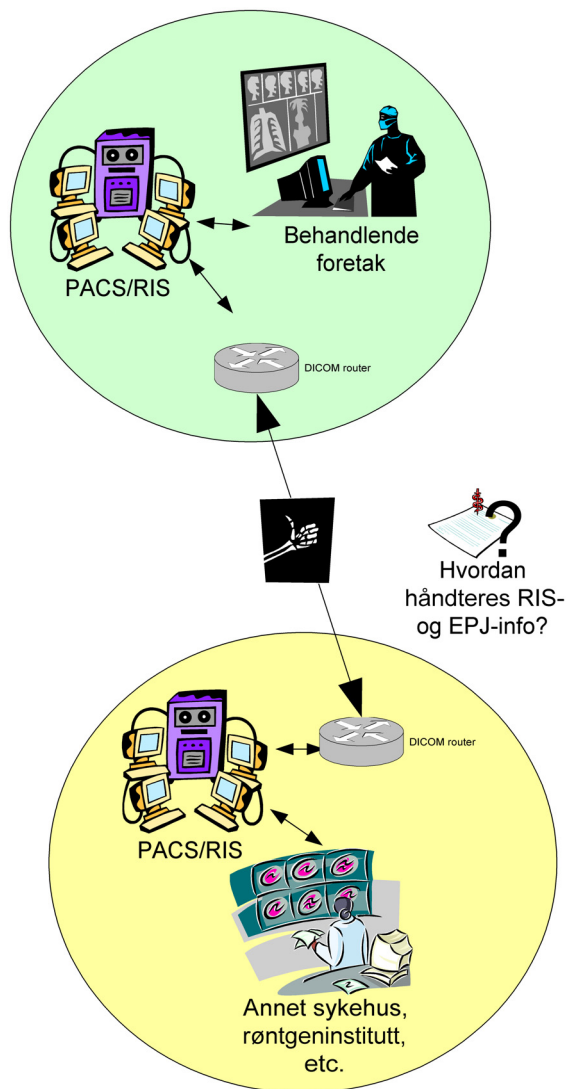 Behandlende
foretak
PACS/RIS
DICOM router
Hvordan
håndteres RIS-
og EPJ-info?
DICOM router
PACS/RIS
Annet sykehus,
røntgeninstitutt,
etc.